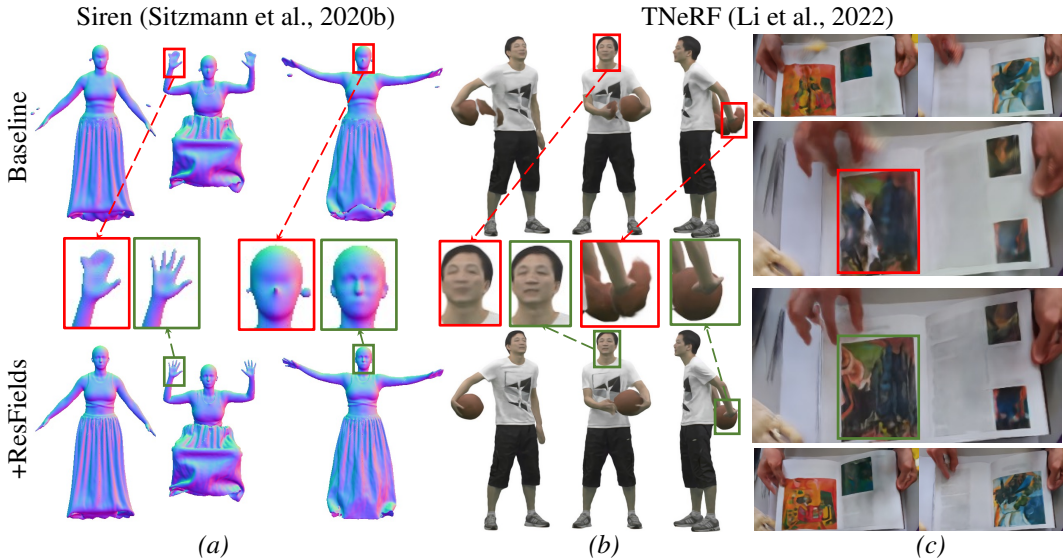 Siren (Sitzmann et al., 2020b)
TNeRF (Li et al., 2022)
Baseline
+ResFields
(a)
(b)
(c)